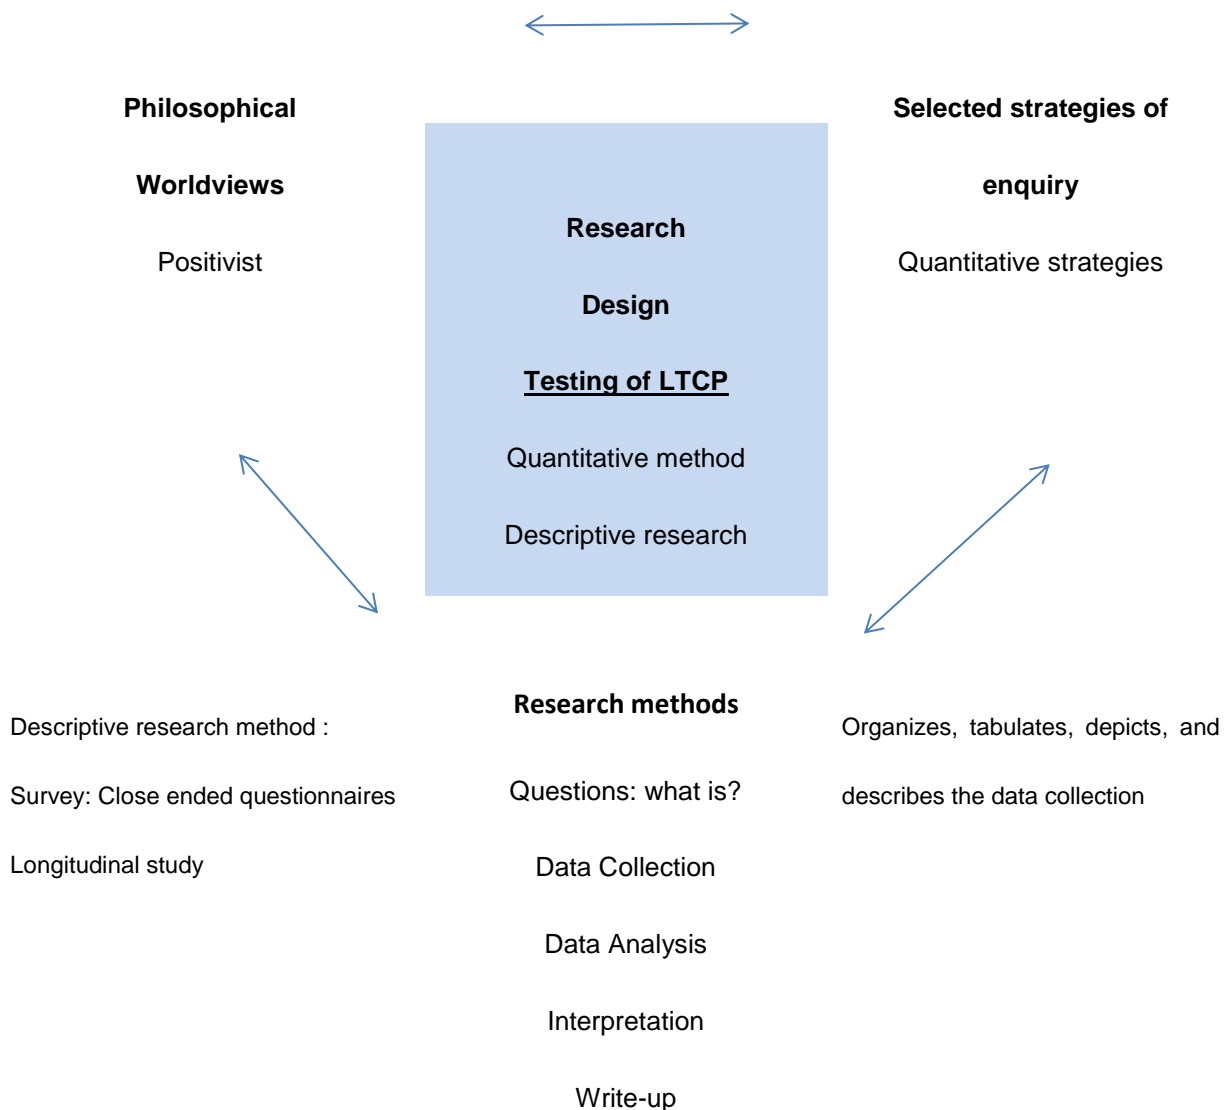 Philosophical
Worldviews
Positivist
Selected strategies of
enquiry
Quantitative strategies
Research
Design
Testing of LTCP
Quantitative method
Descriptive research
Descriptive research method :
Survey: Close ended questionnaires
Longitudinal study
Research methods
Questions: what is?
Data Collection
Data Analysis
Interpretation
Write-up
Organizes, tabulates, depicts, and
describes the data collection